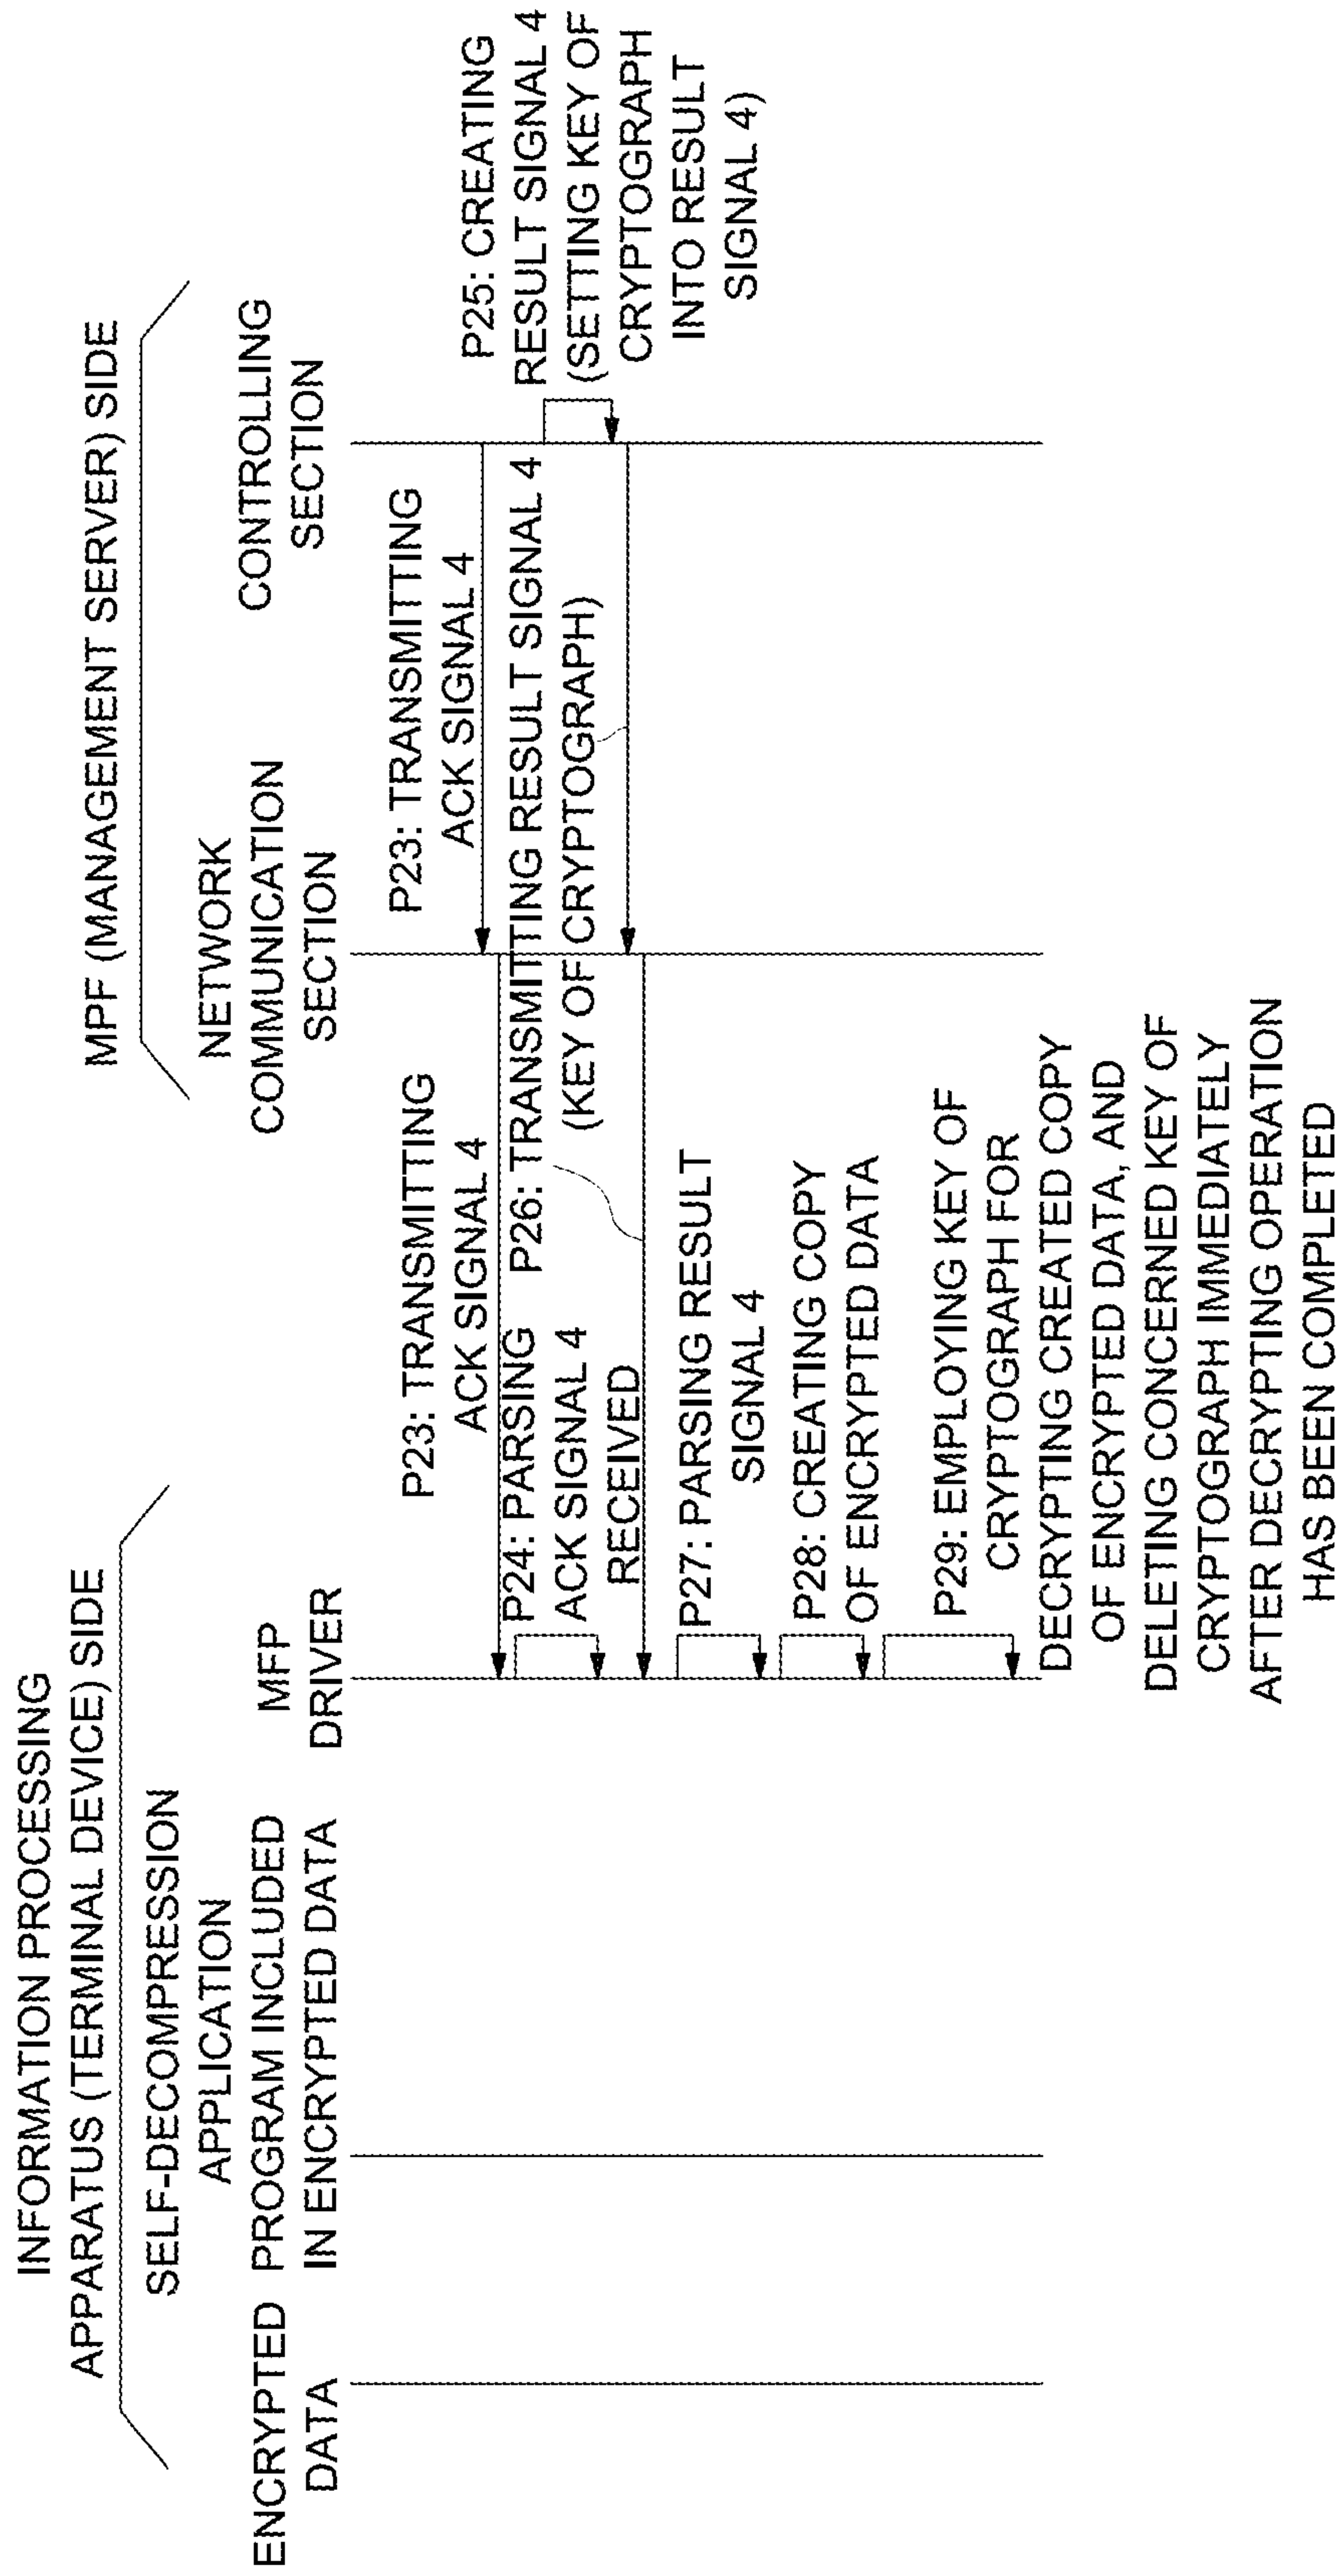 INFORMATION PROCESSING
APPARATUS (TERMINAL DEVICE) SIDE
ENCRYPTED
DATA
SELF-DECOMPRESSION
APPLICATION
PROGRAM INCLUDED
IN ENCRYPTED DATA
MFP
DRIVER
MPF (MANAGEMENT SERVER) SIDE
NETWORK
COMMUNICATION
SECTION
CONTROLLING
SECTION
P23: TRANSMITTING
ACK SIGNAL 4
P23: TRANSMITTING
ACK SIGNAL 4
P24: PARSING
ACK SIGNAL 4
RECEIVED
P25: CREATING
RESULT SIGNAL 4
(SETTING KEY OF
CRYPTOGRAPH
INTO RESULT
SIGNAL 4)
P26: TRANSMITTING RESULT SIGNAL 4
(KEY OF CRYPTOGRAPH)
P27: PARSING RESULT
SIGNAL 4
P28: CREATING COPY
OF ENCRYPTED DATA
P29: EMPLOYING KEY OF
CRYPTOGRAPH FOR
DECRYPTING CREATED COPY
OF ENCRYPTED DATA, AND
DELETING CONCERNED KEY OF
CRYPTOGRAPH IMMEDIATELY
AFTER DECRYPTING OPERATION
HAS BEEN COMPLETED